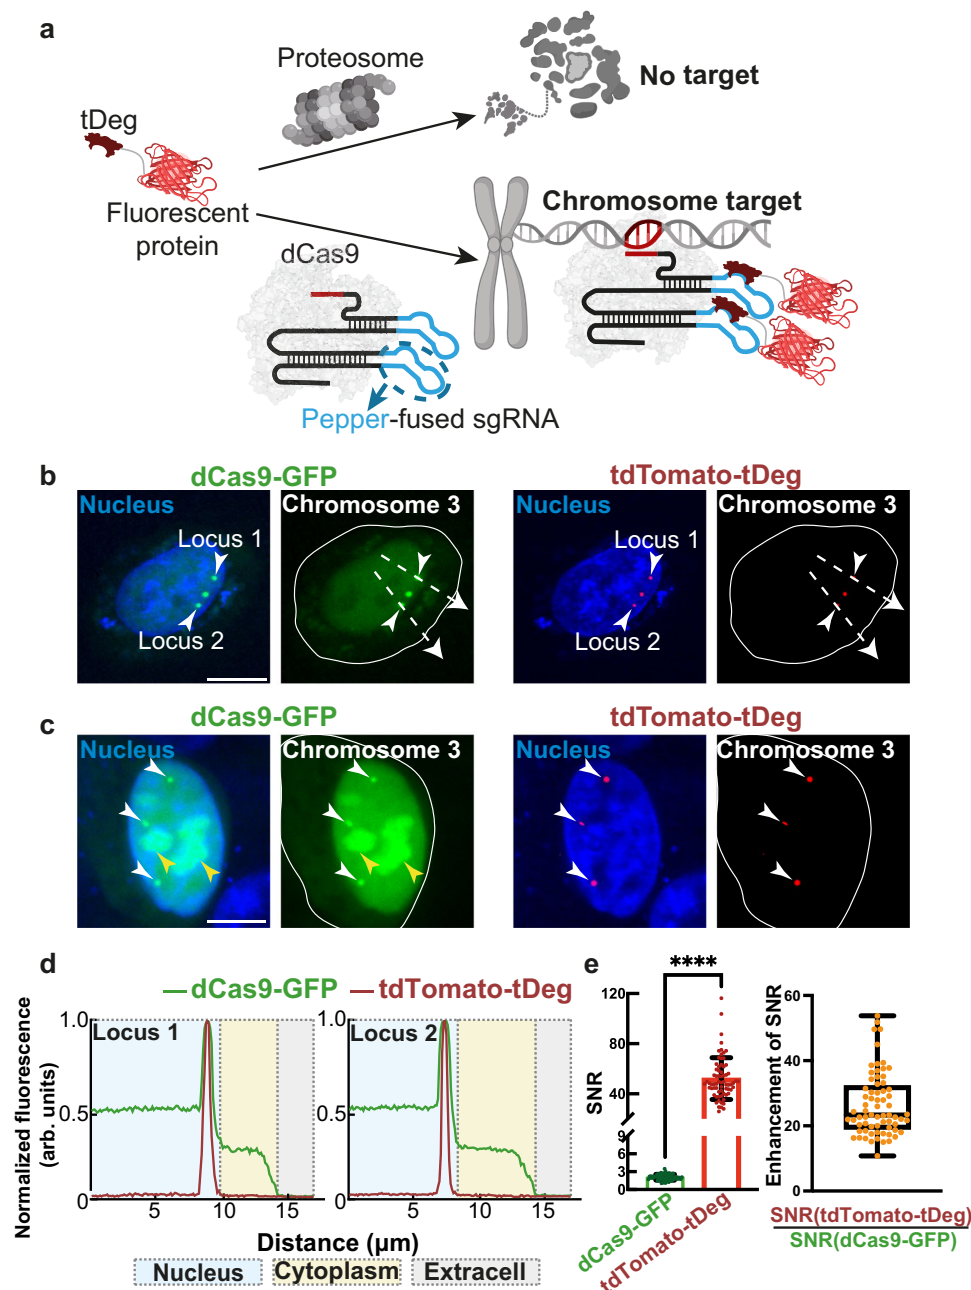 a
Proteosome
No target
tDeg
Fluorescent
protein
Chromosome target
dCas9
Pepper-fused sgRNA
b
dCas9-GFP
tdTomato-tDeg
Nucleus
Locus 1
Locus 2
Chromosome 3
Nucleus
Locus 1
Locus 2
Chromosome 3
c
dCas9-GFP
tdTomato-tDeg
Nucleus
Chromosome 3
Nucleus
Chromosome 3
d
dCas9-GFP
tdTomato-tDeg
Normalized fluorescence
(arb. units)
1.0
0.5
0
Locus 1
5
10
15
1.0
0.5
0
Locus 2
5
10
15
Distance (µm)
Nucleus
Cytoplasm
Extracell
e
****
SNR
120
80
40
9
6
3
0
dCas9-GFP
tdTomato-tDeg
Enhancement of SNR
60
40
20
0
SNR(tdTomato-tDeg)
SNR(dCas9-GFP)